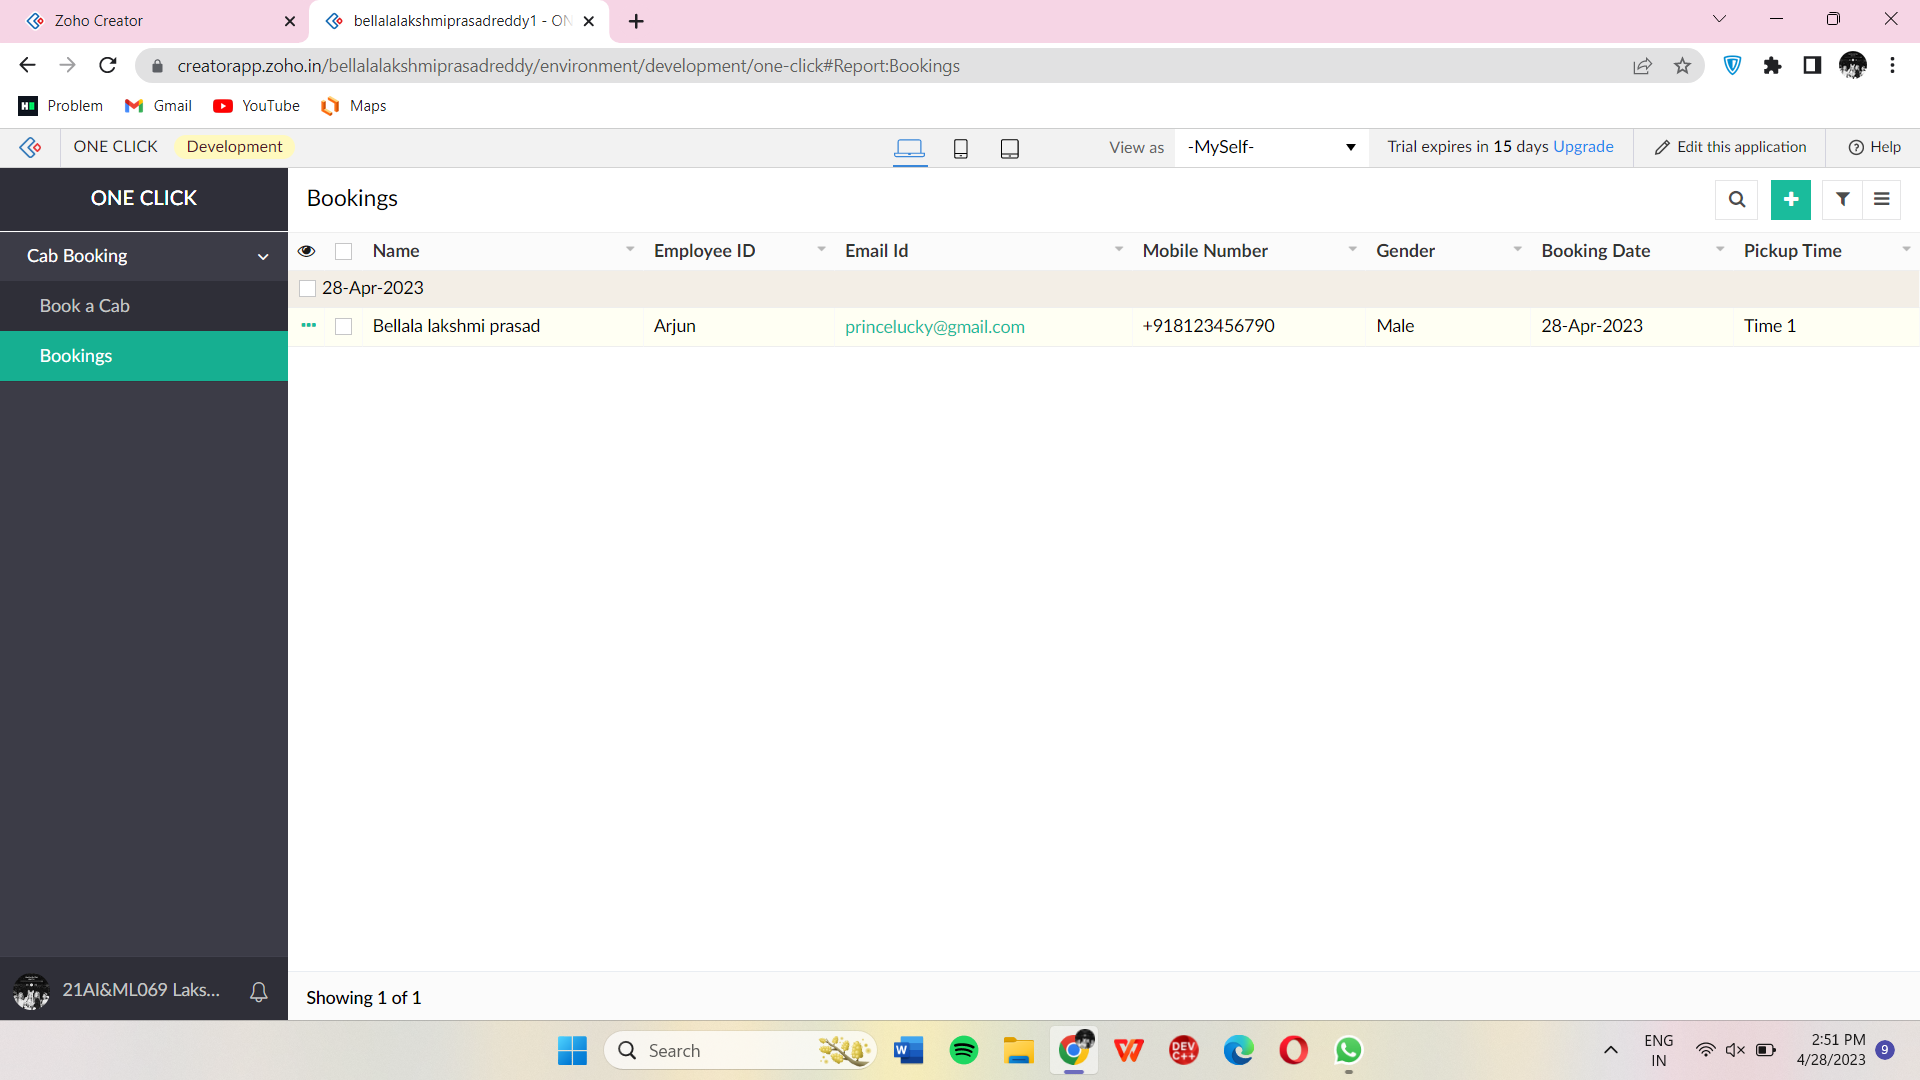 Zoho Creator
bellalalakshmiprasadreddy1 - ON
creatorapp.zoho.in/bellalalakshmiprasadreddy/environment/development/one-click#Report:Bookings
Problem
Gmail
YouTube
Maps
ONE CLICK
Development
View as
-MySelf-
Trial expires in 15 days Upgrade
Edit this application
Help
ONE CLICK
Bookings
Cab Booking
Book a Cab
Bookings
Name Employee ID Email Id Mobile Number Gender Booking Date Pickup Time
28-Apr-2023
Bellala lakshmi prasad Arjun princelucky@gmail.com +918123456790 Male 28-Apr-2023 Time 1
21AI&ML069 Laks...
Showing 1 of 1
Search
W
DEV
C++
ENG
IN
2:51 PM
4/28/2023
9